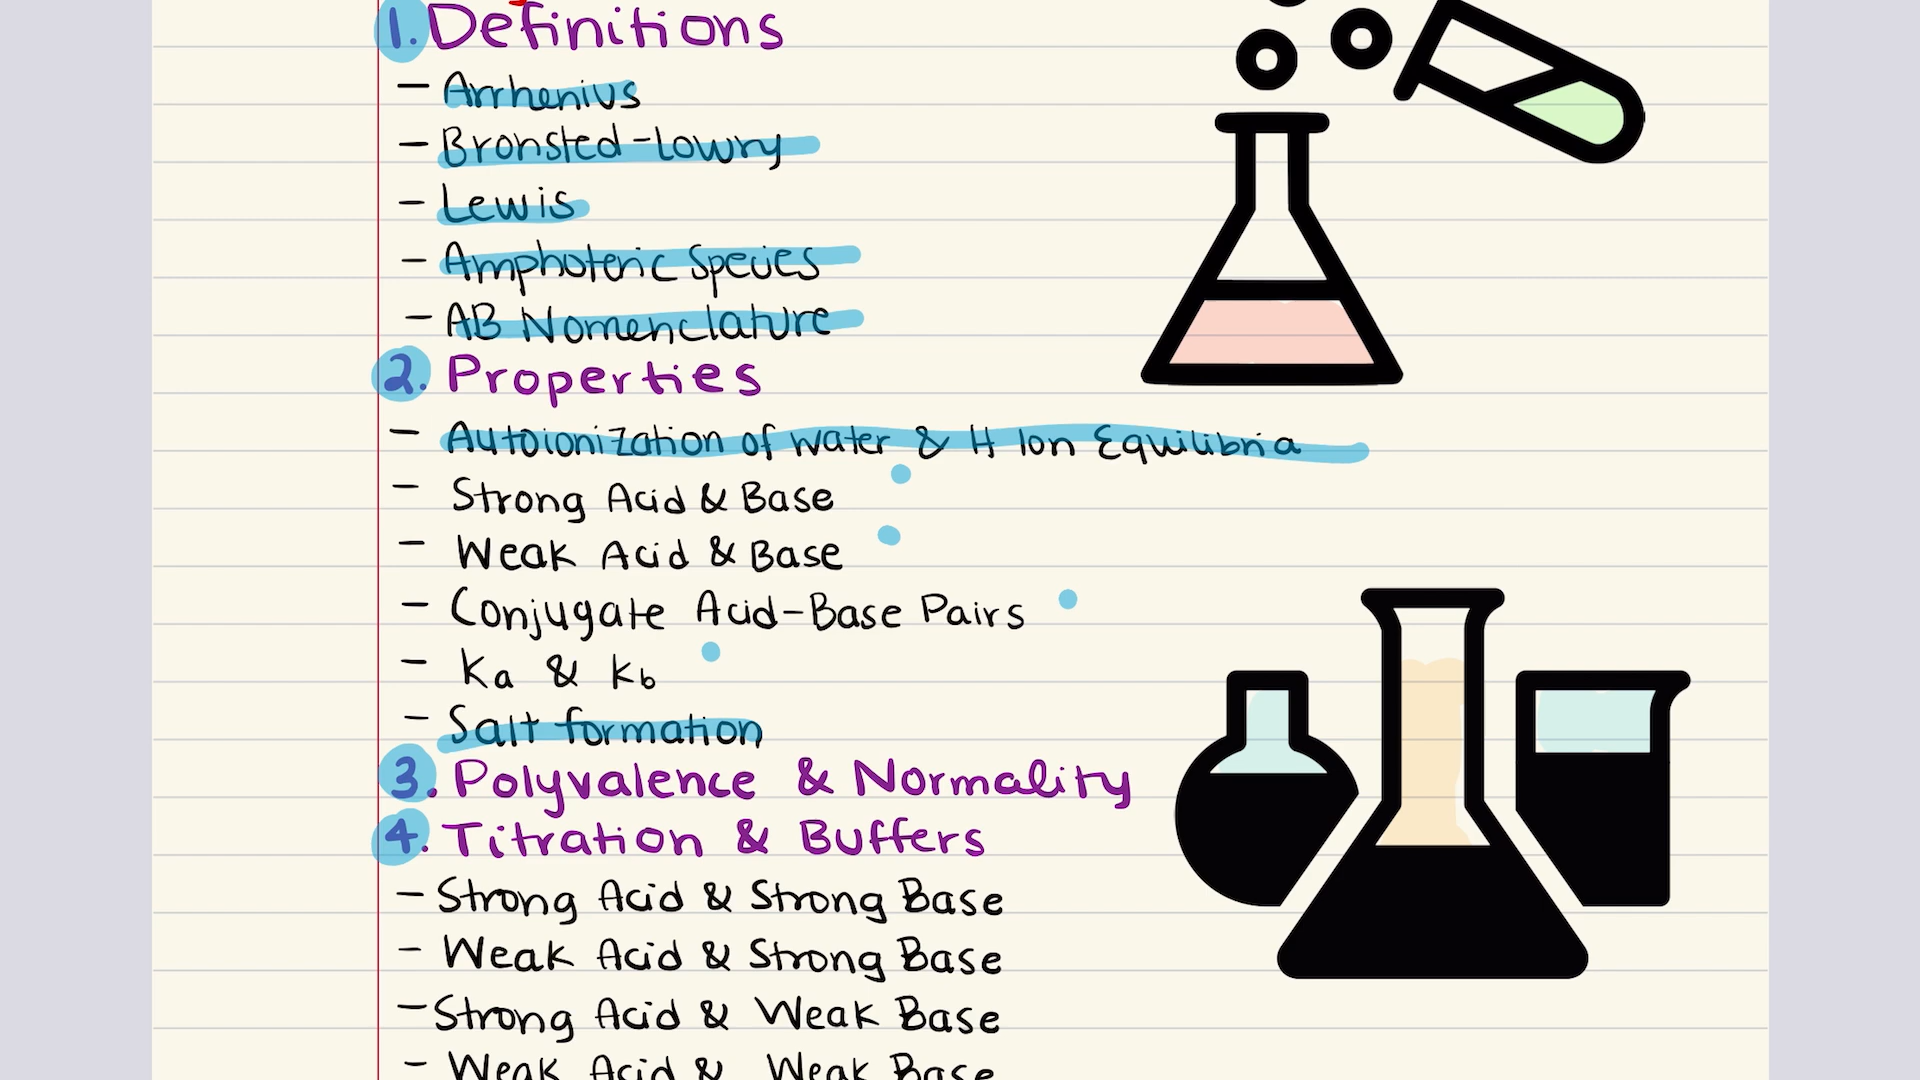 1. Definitions
- Arrhenius
- Bronsted-Lowry
- Lewis
- Amphoteric Species
- AB Nomenclature
2. Properties
- Autoionization of water & H Ion Equilibria
- Strong Acid & Base
- Weak Acid & Base
- Conjugate Acid-Base Pairs
- Ka & Kb
- Salt formation
3. Polyvalence & Normality
4. Titration & Buffers
- Strong Acid & Strong Base
- Weak Acid & Strong Base
- Strong Acid & Weak Base
- Weak Acid & Weak Base